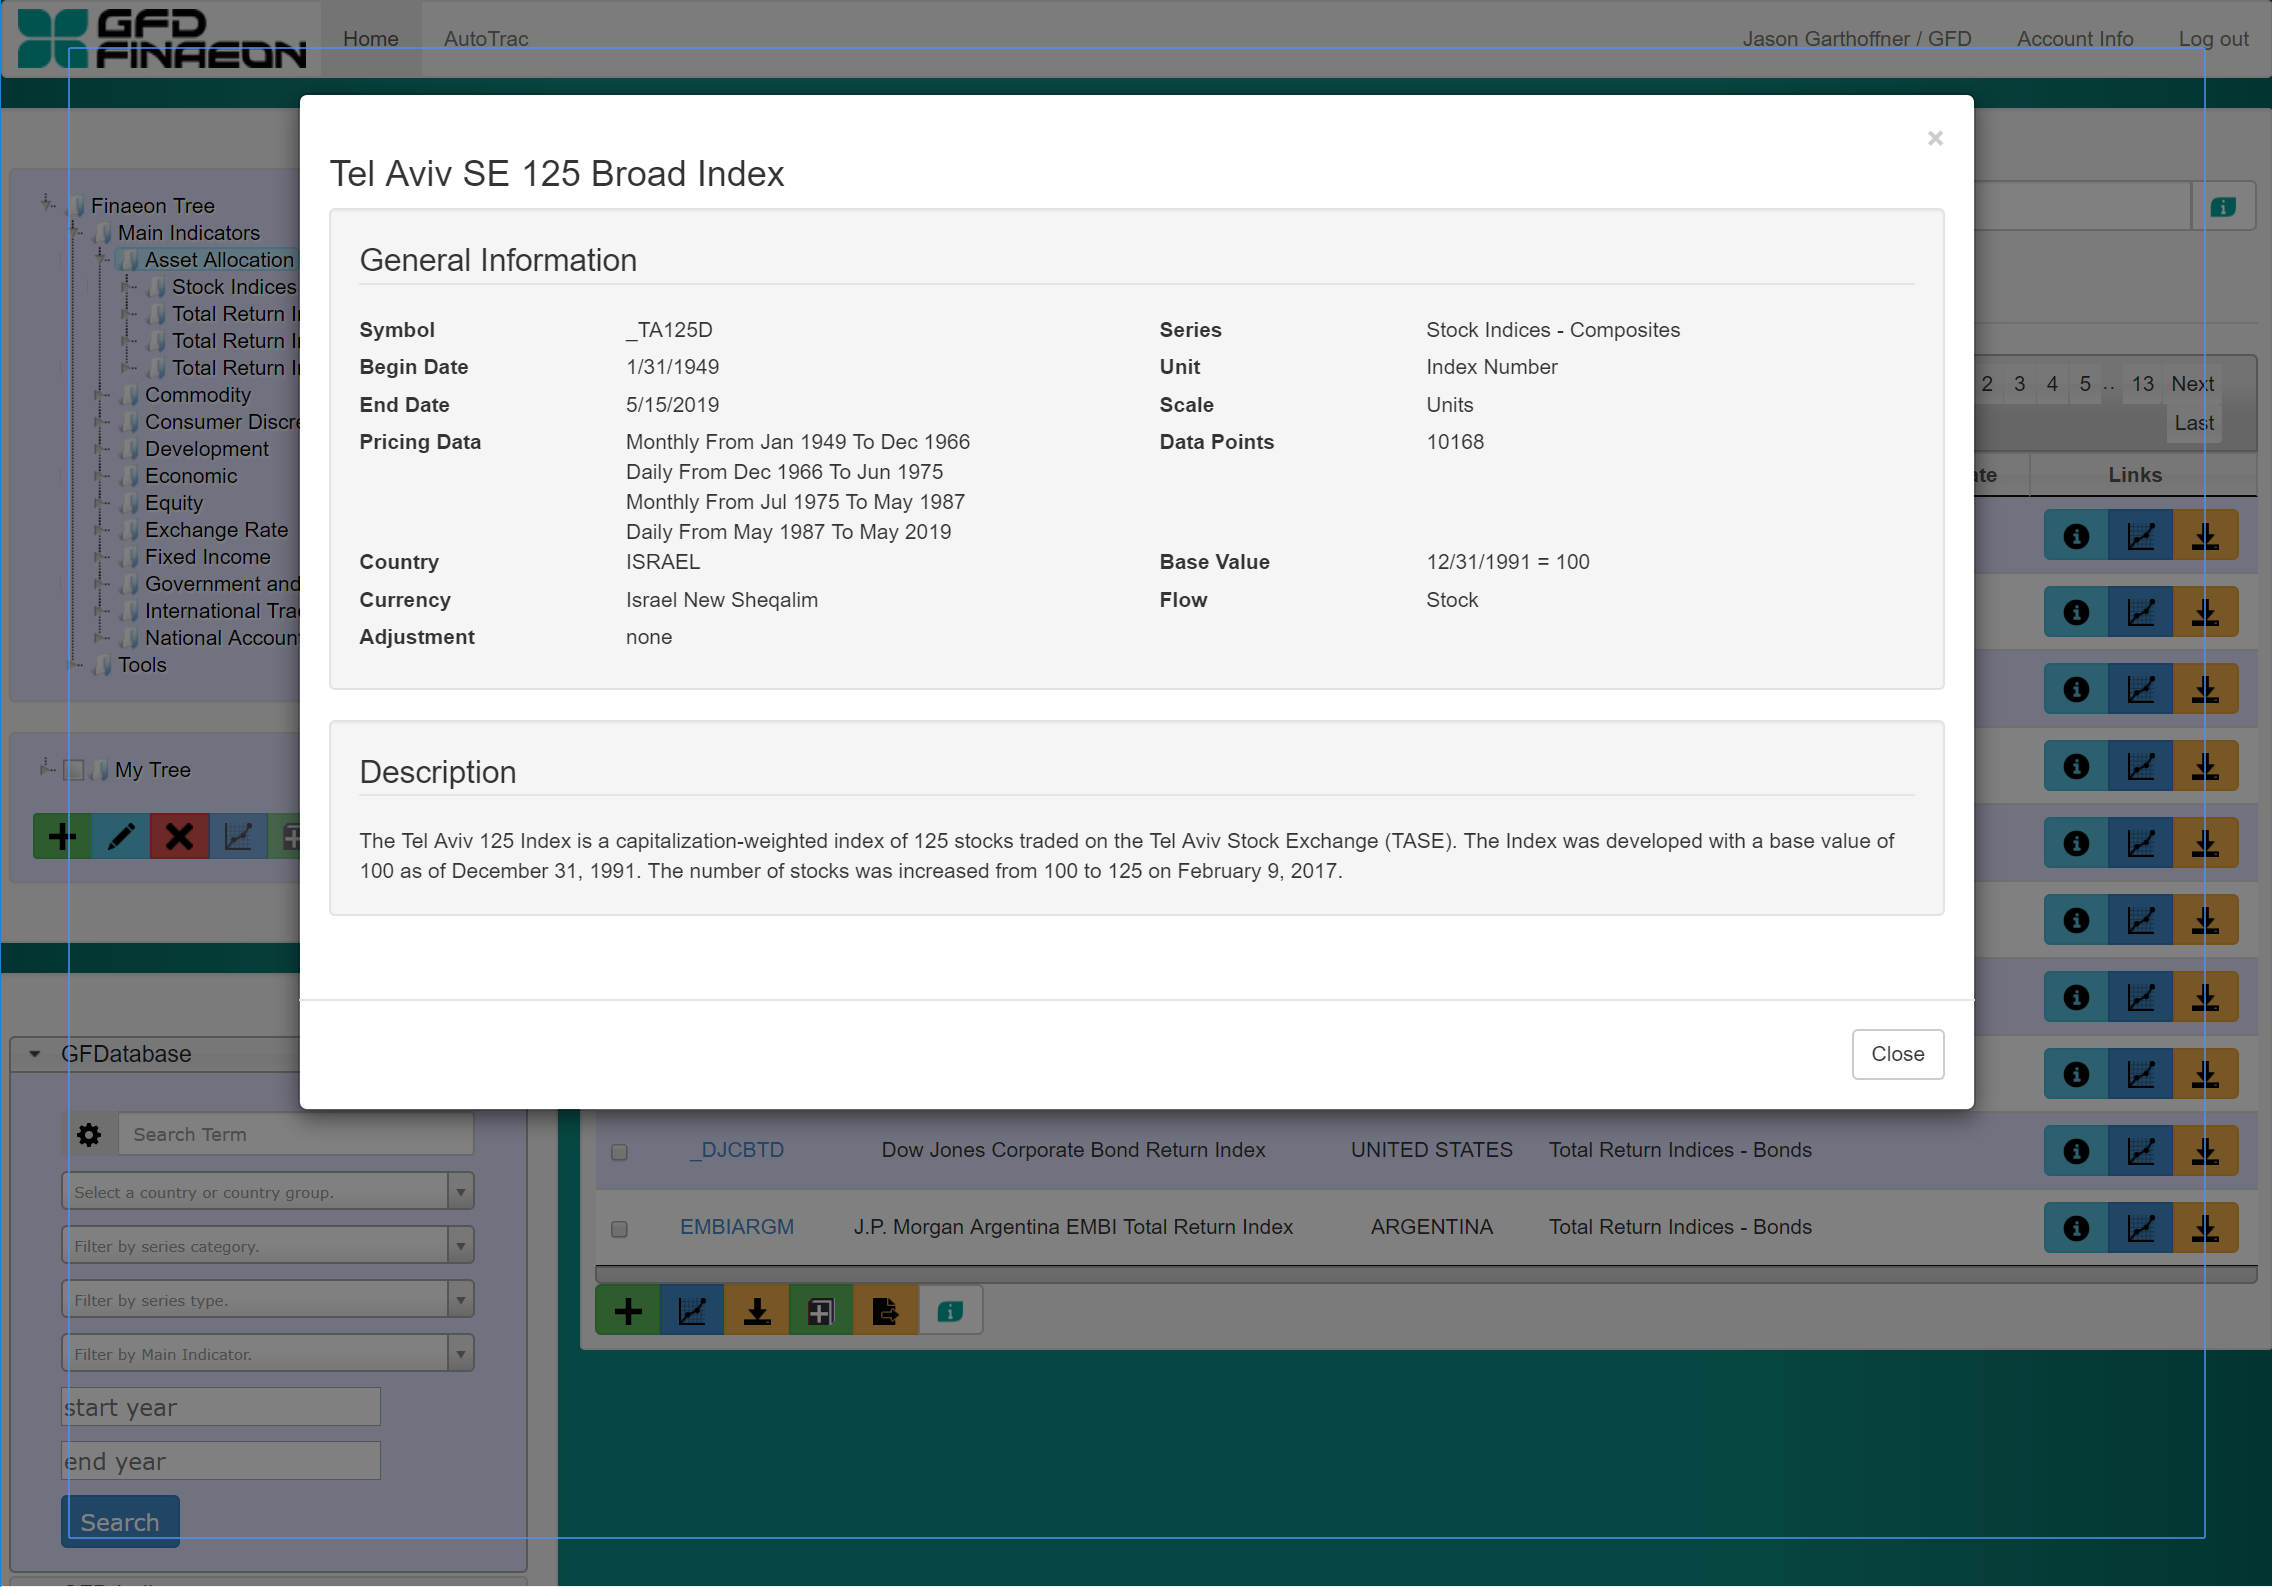 GFD
FINAEON
Home
AutoTrac
Jason Garthoffner / GFD
Account Info
Log out
Finaeon Tree
Main Indicators
Asset Allocation
Stock Indices
Total Return
Total Return
Total Return
Commodity
Consumer
Development
Economic
Equity
Exchange Rate
Fixed Income
Government and
International
National
Tools
My Tree
×
Tel Aviv SE 125 Broad Index
General Information
Symbol _TA125D Series Stock Indices - Composites
Begin Date 1/31/1949 Unit Index Number
End Date 5/15/2019 Scale Units
Pricing Data Monthly From Jan 1949 To Dec 1966 Data Points 10168
Daily From Dec 1966 To Jun 1975
Monthly From Jul 1975 To May 1987
Daily From May 1987 To May 2019
Country ISRAEL Base Value 12/31/1991 = 100
Currency Israel New Sheqalim Flow Stock
Adjustment none
Description
The Tel Aviv 125 Index is a capitalization-weighted index of 125 stocks traded on the Tel Aviv Stock Exchange (TASE). The Index was developed with a base value of
100 as of December 31, 1991. The number of stocks was increased from 100 to 125 on February 9, 2017.
Close
2 3 4 5 .. 13 Next
Last
Links
GFDatabase
Search Term
Select a country or country group.
Filter by series category.
Filter by series type.
Filter by Main Indicator.
start year
end year
Search
_DJCBTD Dow Jones Corporate Bond Return Index UNITED STATES Total Return Indices - Bonds
EMBIARGM J.P. Morgan Argentina EMBI Total Return Index ARGENTINA Total Return Indices - Bonds